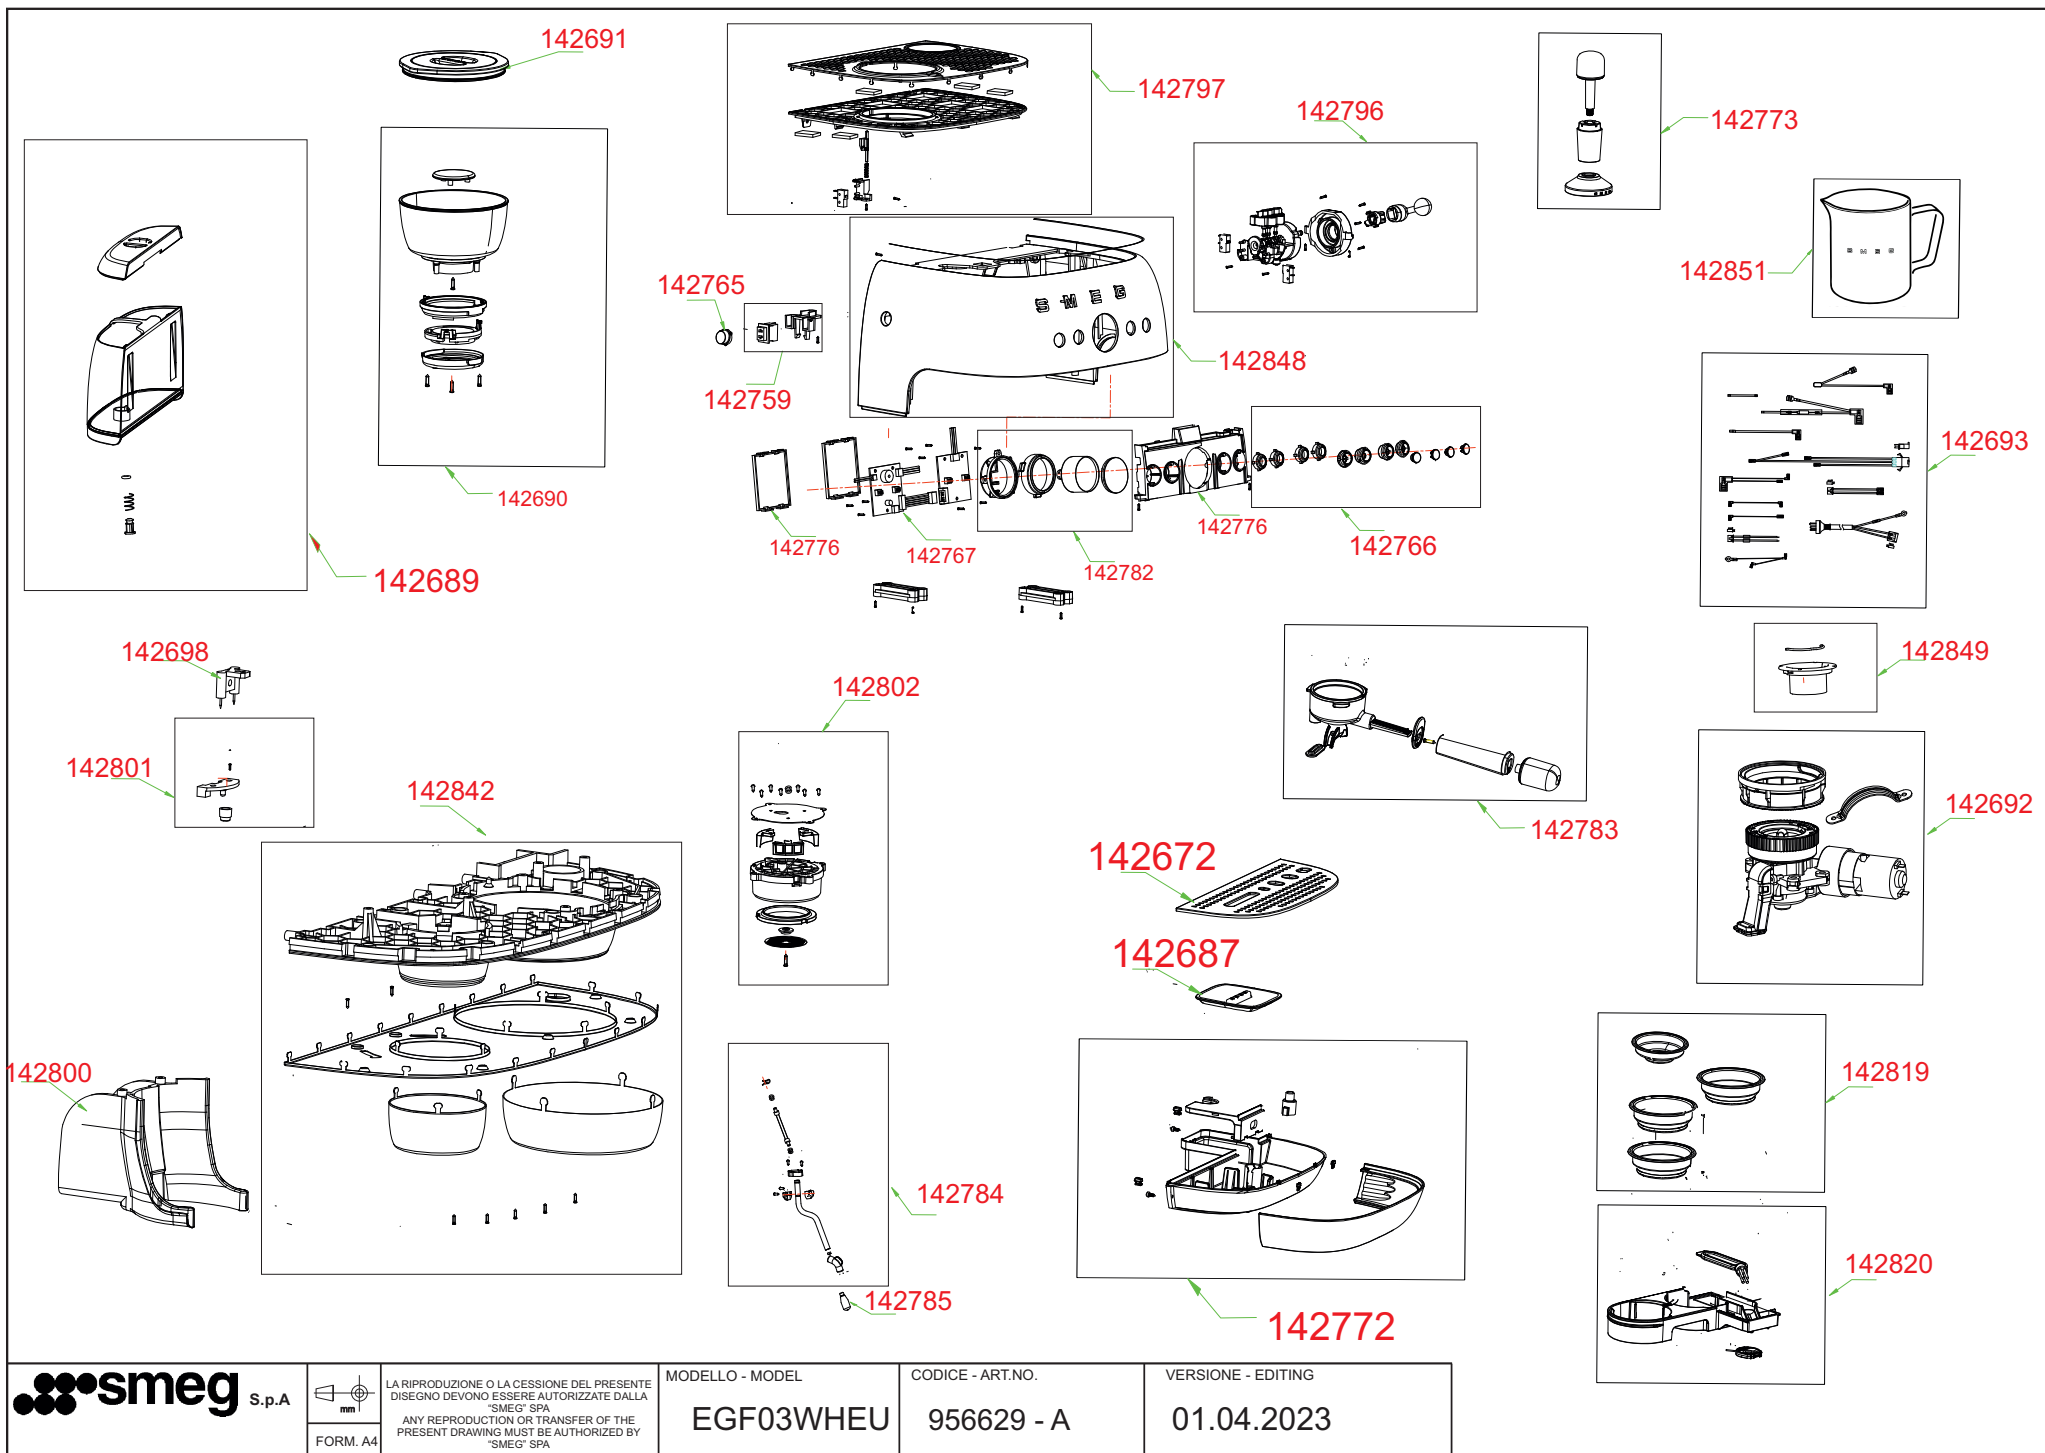 142691
142797
142796
142773
142851
142765
SMEG
SMEG
142848
142759
142693
142690
142776
142767
142782
142776
142766
142689
142698
142849
142802
142801
142842
142783
142692
142672
142687
142800
142819
142784
142820
142785
142772
smeg S.p.A
mm
FORM. A4
LA RIPRODUZIONE O LA CESSIONE DEL PRESENTE
DISEGNO DEVONO ESSERE AUTORIZZATE DALLA
"SMEG" SPA
ANY REPRODUCTION OR TRANSFER OF THE
PRESENT DRAWING MUST BE AUTHORIZED BY
"SMEG" SPA
MODELLO - MODEL
EGF03WHEU
CODICE - ART.NO.
956629 - A
VERSIONE - EDITING
01.04.2023